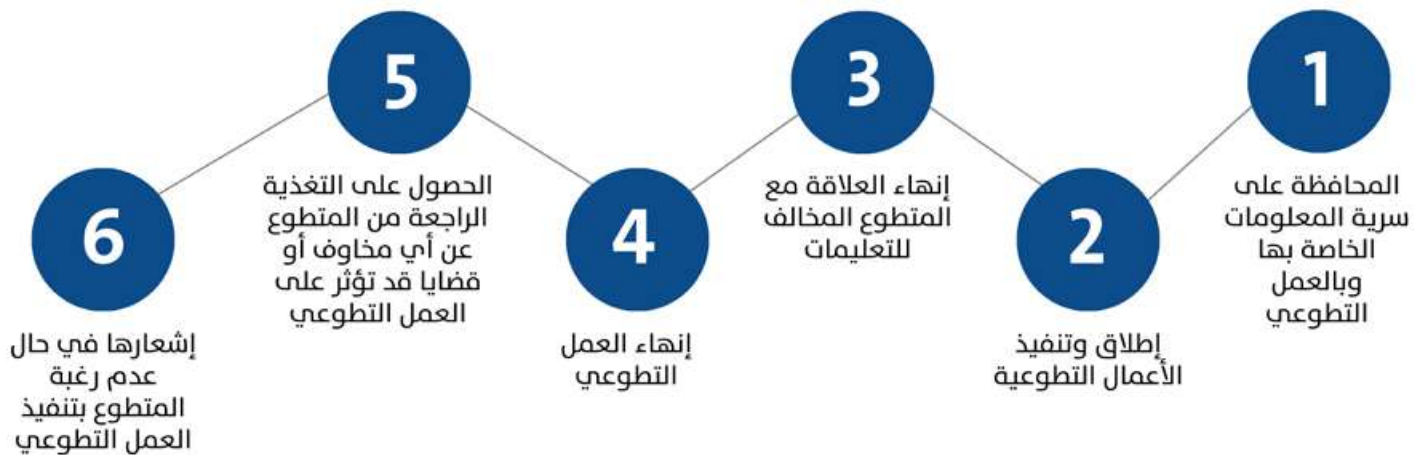 1
المحافظة على
سرية المعلومات
الخاصة بها
وبالعمل
التطوعي
2
إطلاق وتنفيذ
الأعمال التطوعية
3
إنهاء العلاقة مع
المتطوع المخالف
للتعليمات
4
إنهاء العمل
التطوعي
5
الحصول على التغذية
الراجعة من المتطوع
عن أي مخاوف أو
قضايا قد تؤثر على
العمل التطوعي
6
إشعارها في حال
عدم رغبة
المتطوع بتنفيذ
العمل التطوعي